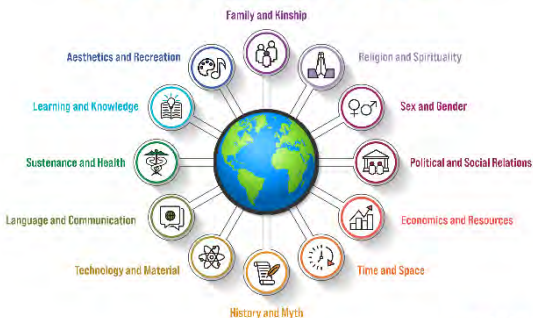 Family and Kinship
Aesthetics and Recreation
Religion and Spirituality
Learning and Knowledge
Sex and Gender
Sustenance and Health
Political and Social Relations
Language and Communication
Economics and Resources
Technology and Material
Time and Space
History and Myth